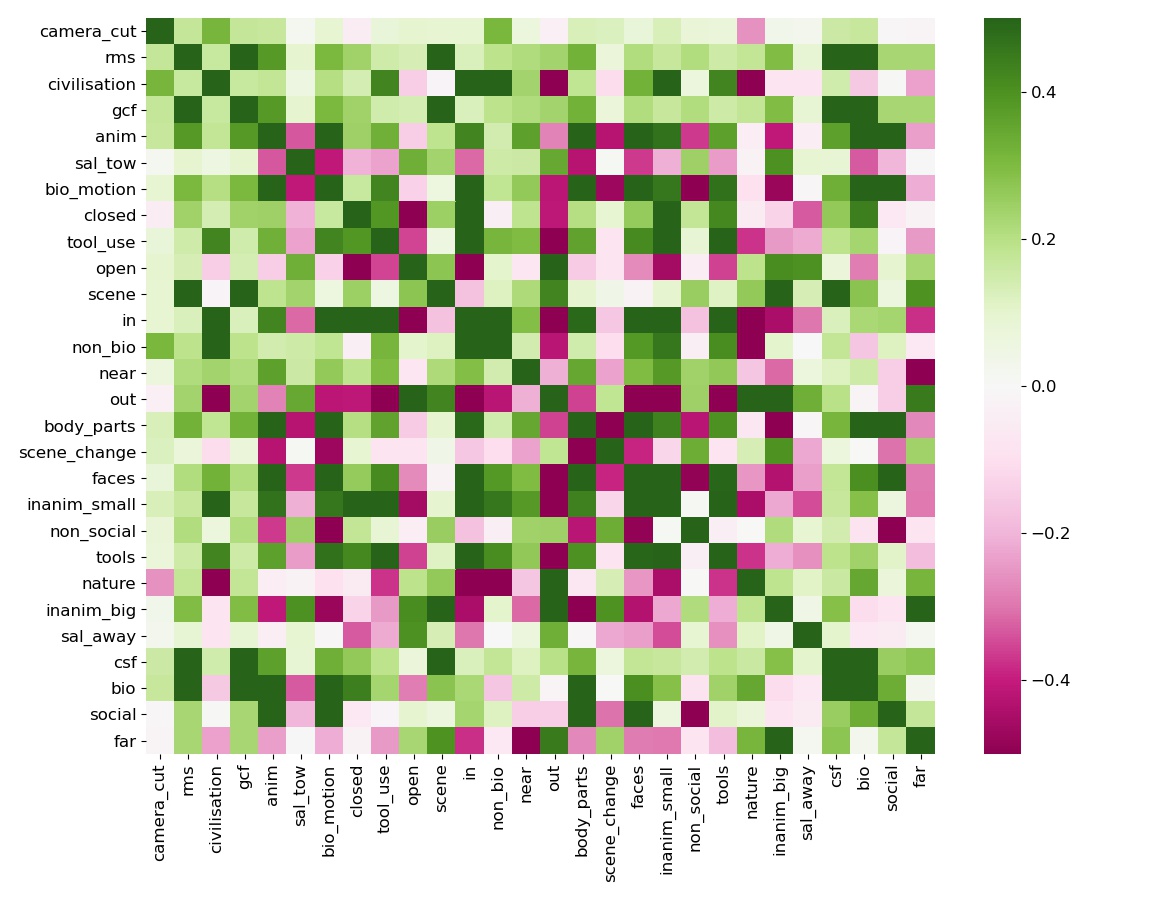 camera_cut
rms
civilisation
gcf
anim
sal_tow
bio_motion
closed
tool_use
open
scene
in
non_bio
near
out
body_parts
scene_change
faces
inanim_small
non_social
tools
nature
inanim_big
sal_away
csf
bio
social
far
camera_cut
rms
civilisation
gcf
anim
sal_tow
bio_motion
closed
tool_use
open
scene
in
non_bio
near
out
body_parts
scene_change
faces
inanim_small
non_social
tools
nature
inanim_big
sal_away
csf
bio
social
far
0.4
0.2
0.0
−0.2
−0.4